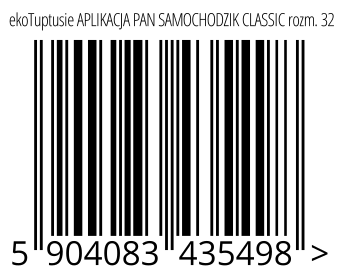 ekoTuptusie APLIKACJA PAN SAMOCHODZIK CLASSIC rozm. 32
5 904083 435498 >